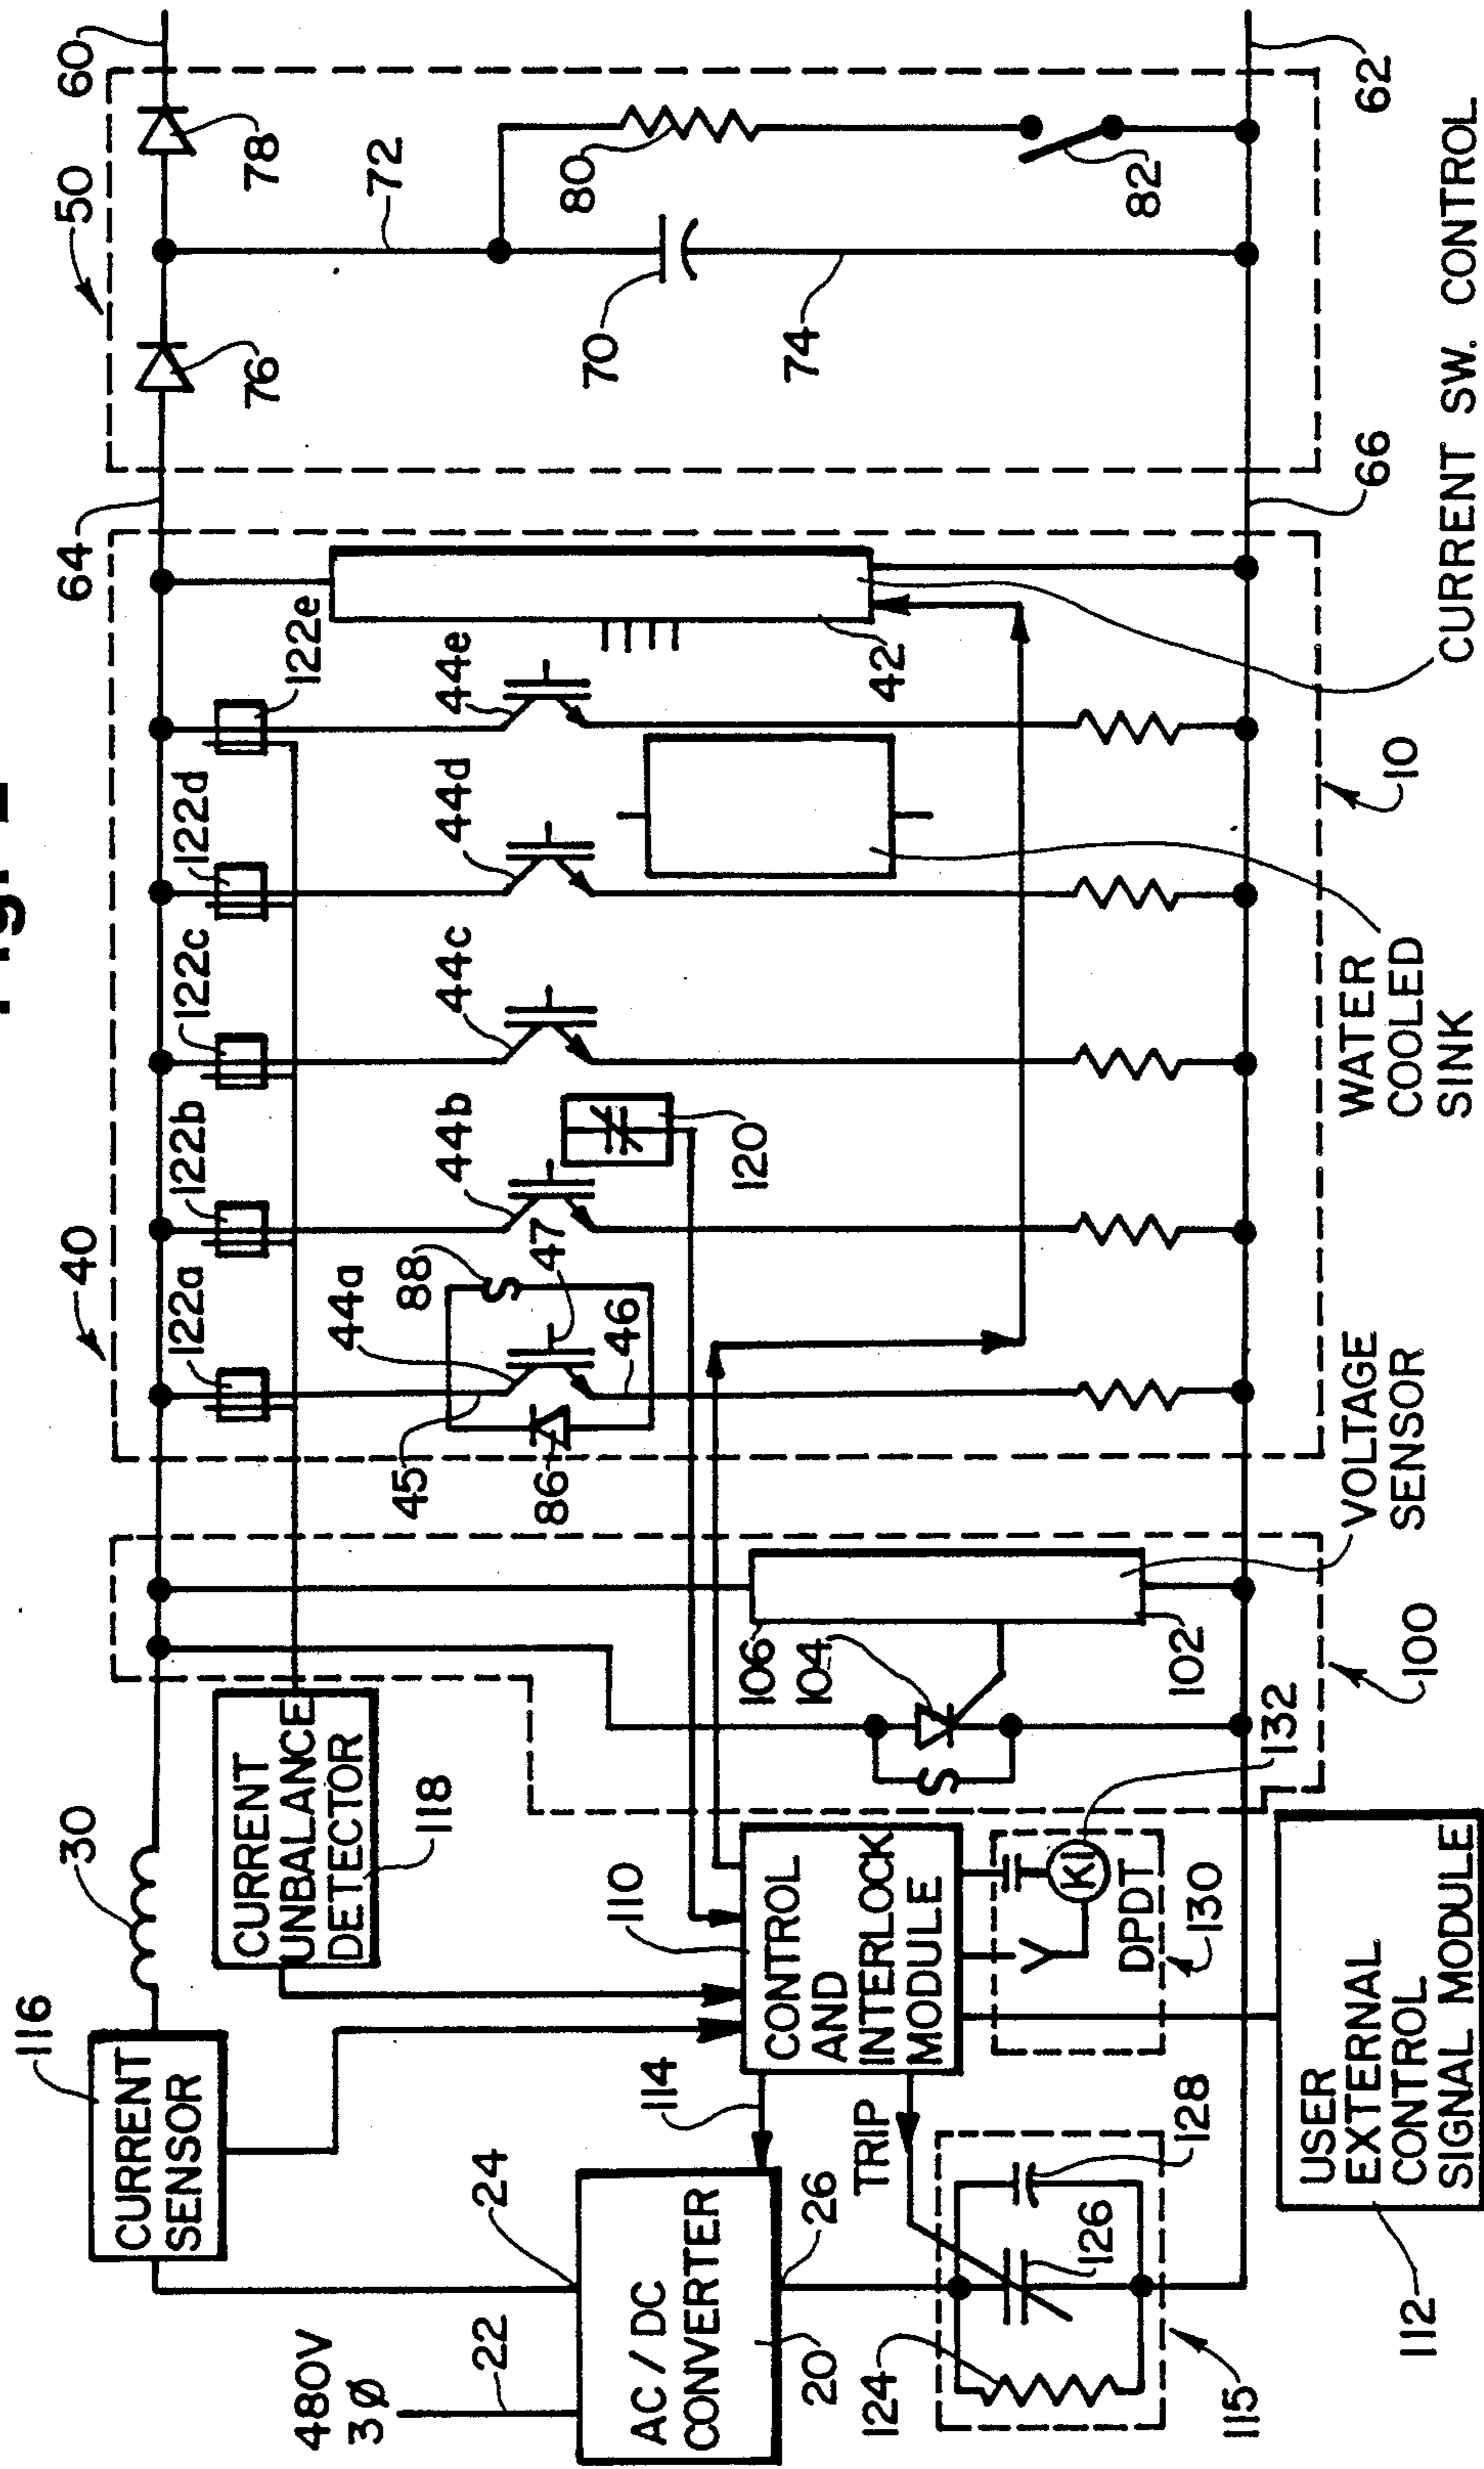 116
CURRENT
SENSOR
30
CURRENT
UNBALANCE
DETECTOR
118
480V
3Ø
22
24
AC / DC
CONVERTER
20
26
114
TRIP
110
CONTROL
AND
INTERLOCK
MODULE
DPDT
130
K1
132
124
126
128
115
USER
EXTERNAL
CONTROL
SIGNAL MODULE
112
106
104
102
100
VOLTAGE
SENSOR
40
122a
122b
122c
122d
122e
44a
44b
44c
44d
44e
45
46
47
86
88
120
42
10
WATER
COOLED
SINK
CURRENT SW. CONTROL
64
66
50
60
62
76
78
72
70
74
80
82